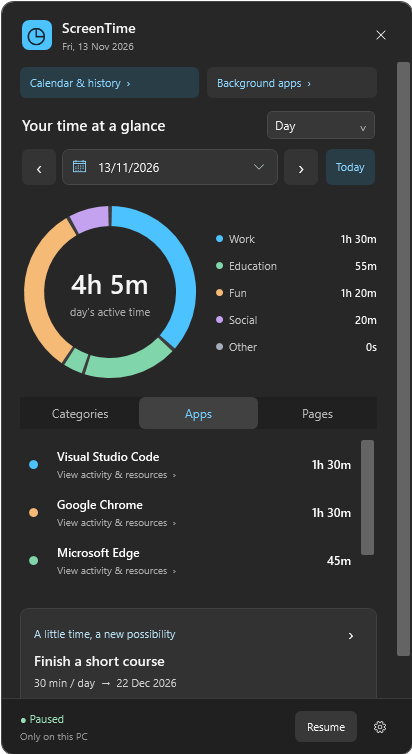 ScreenTime
Fri, 13 Nov 2026
Calendar & history ›
Background apps ›
Your time at a glance
Day
13/11/2026
Today
4h 5m
day's active time
Work 1h 30m
Education 55m
Fun 1h 20m
Social 20m
Other 0s
Categories Apps Pages
Visual Studio Code
View activity & resources ›
1h 30m
Google Chrome
View activity & resources ›
1h 30m
Microsoft Edge
View activity & resources ›
45m
A little time, a new possibility
Finish a short course
30 min / day → 22 Dec 2026
Paused
Only on this PC
Resume